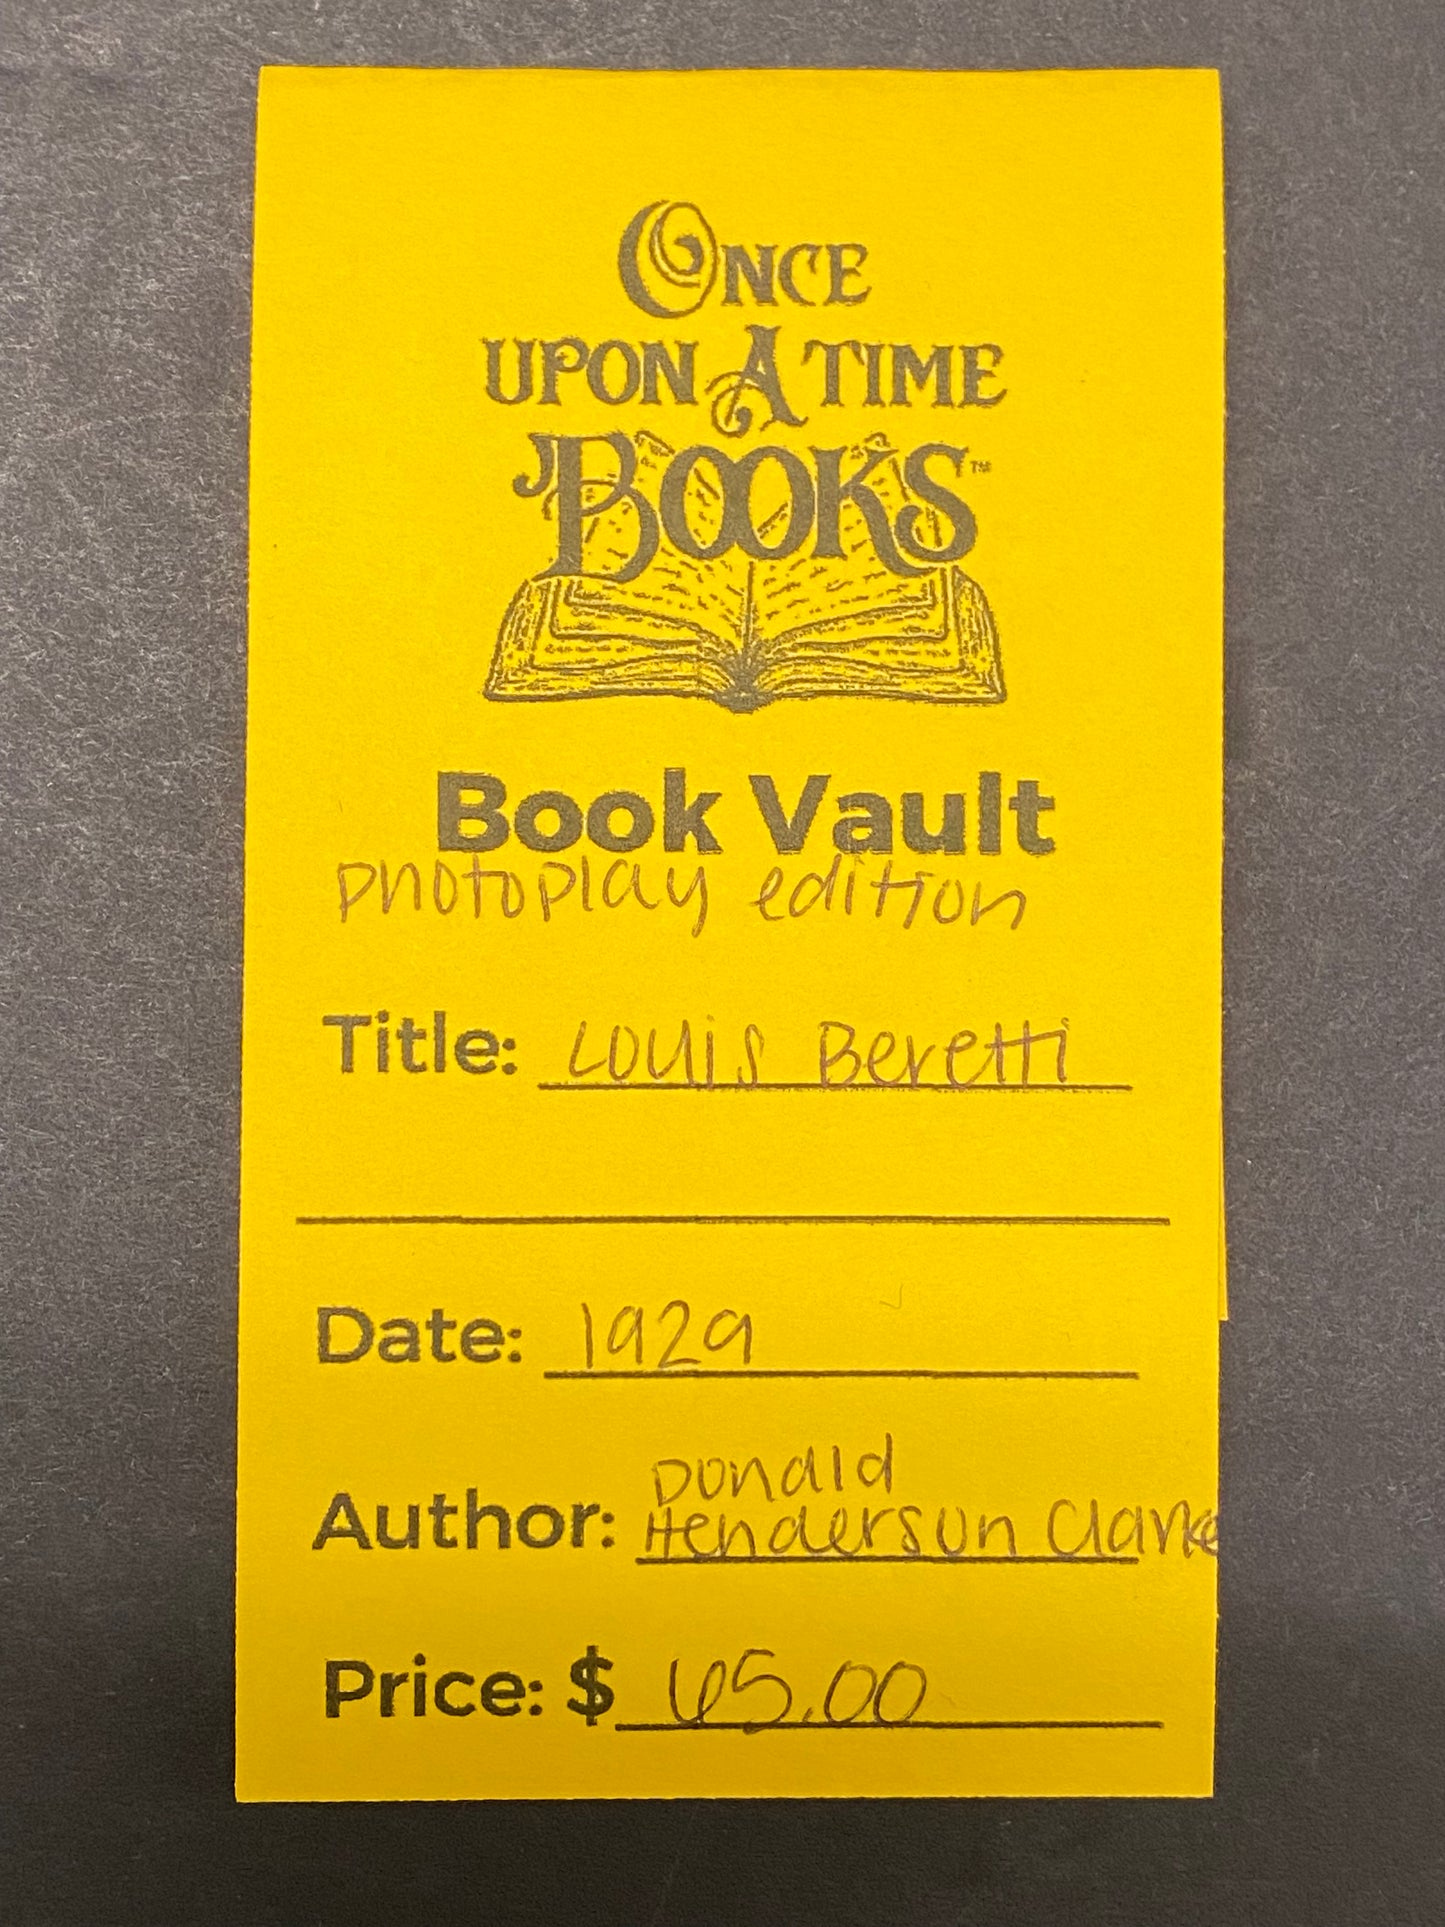 ONCE
UPON A TIME
BOOKS™
Book Vault
photoplay edition
Title: Louis Beretti
Date: 1929
Donald
Author: Henderson Clarke
Price: $ 65.00